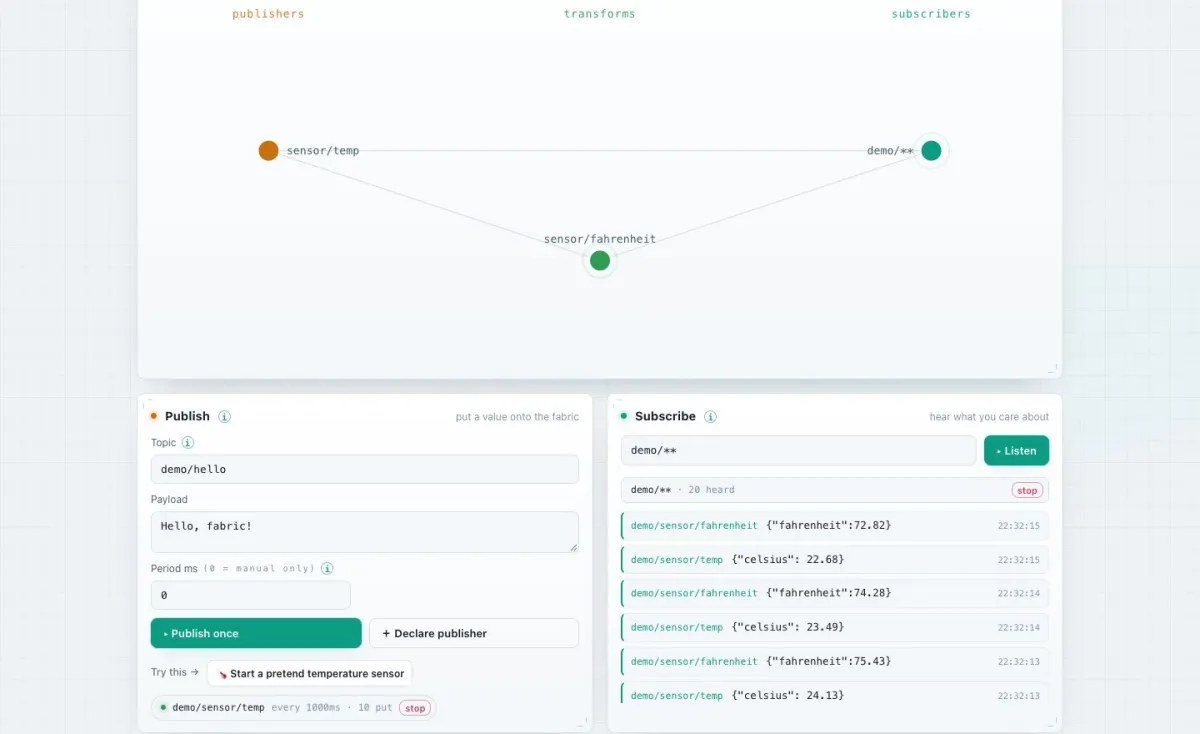 publishers transforms subscribers
sensor/temp demo/**
sensor/fahrenheit
Publish put a value onto the fabric
Topic
demo/hello
Payload
Hello, fabric!
Period ms (0 = manual only)
0
Publish once + Declare publisher
Try this → Start a pretend temperature sensor
demo/sensor/temp every 1000ms · 10 put stop
Subscribe hear what you care about
demo/** Listen
demo/** · 20 heard stop
demo/sensor/fahrenheit {"fahrenheit":72.82} 22:32:15
demo/sensor/temp {"celsius": 22.68} 22:32:15
demo/sensor/fahrenheit {"fahrenheit":74.28} 22:32:14
demo/sensor/temp {"celsius": 23.49} 22:32:14
demo/sensor/fahrenheit {"fahrenheit":75.43} 22:32:13
demo/sensor/temp {"celsius": 24.13} 22:32:13